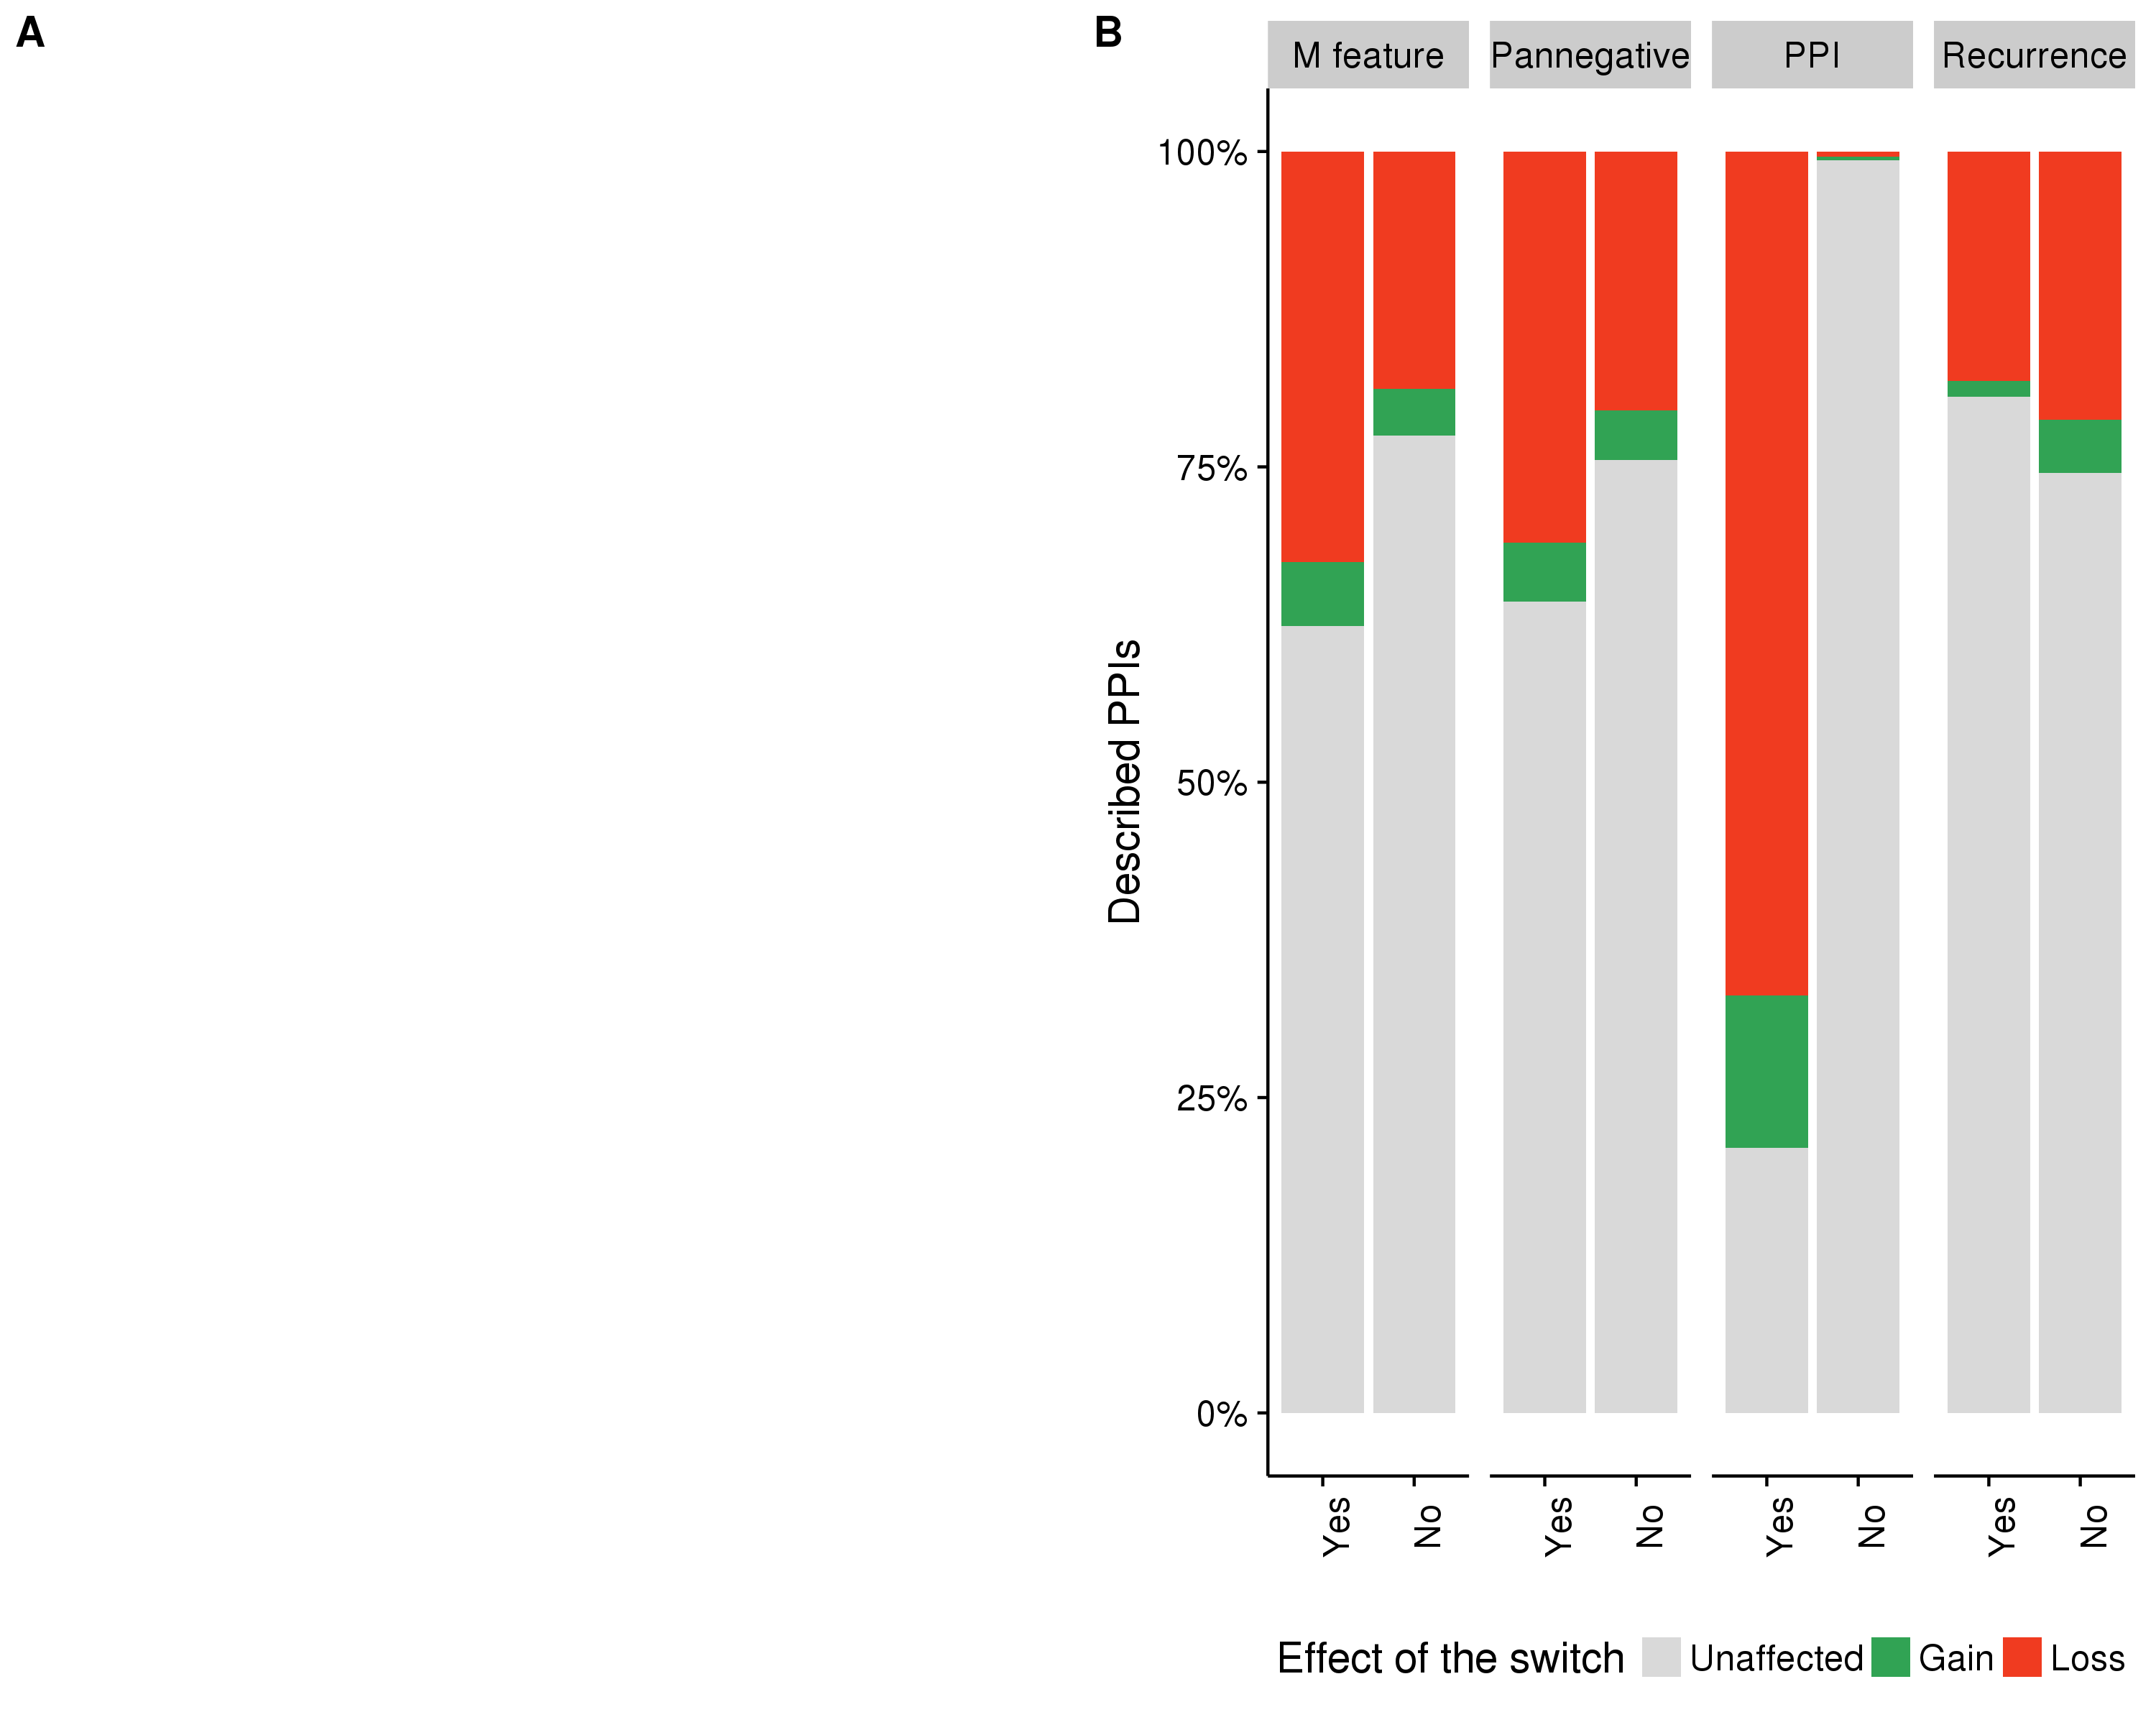 A
B
M feature Pannegative PPI Recurrence
100%
75%
50%
25%
0%
Described PPIs
Yes No Yes No Yes No Yes No
Effect of the switch Unaffected Gain Loss